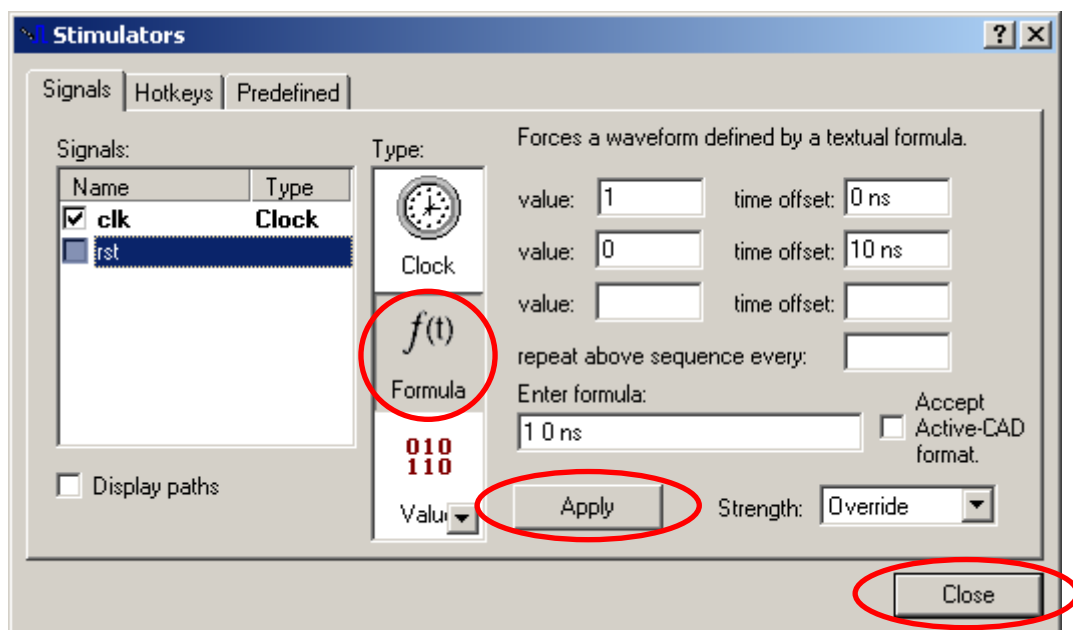 Stimulators
Signals Hotkeys Predefined
Signals:
Name Type
clk Clock
rst
Display paths
Type:
Clock
f(t)
Formula
010
110
Valu
Forces a waveform defined by a textual formula.
value: 1 time offset: 0 ns
value: 0 time offset: 10 ns
value: time offset:
repeat above sequence every:
Enter formula:
1 0 ns
Accept
Active-CAD
format.
Apply
Strength: Override
Close